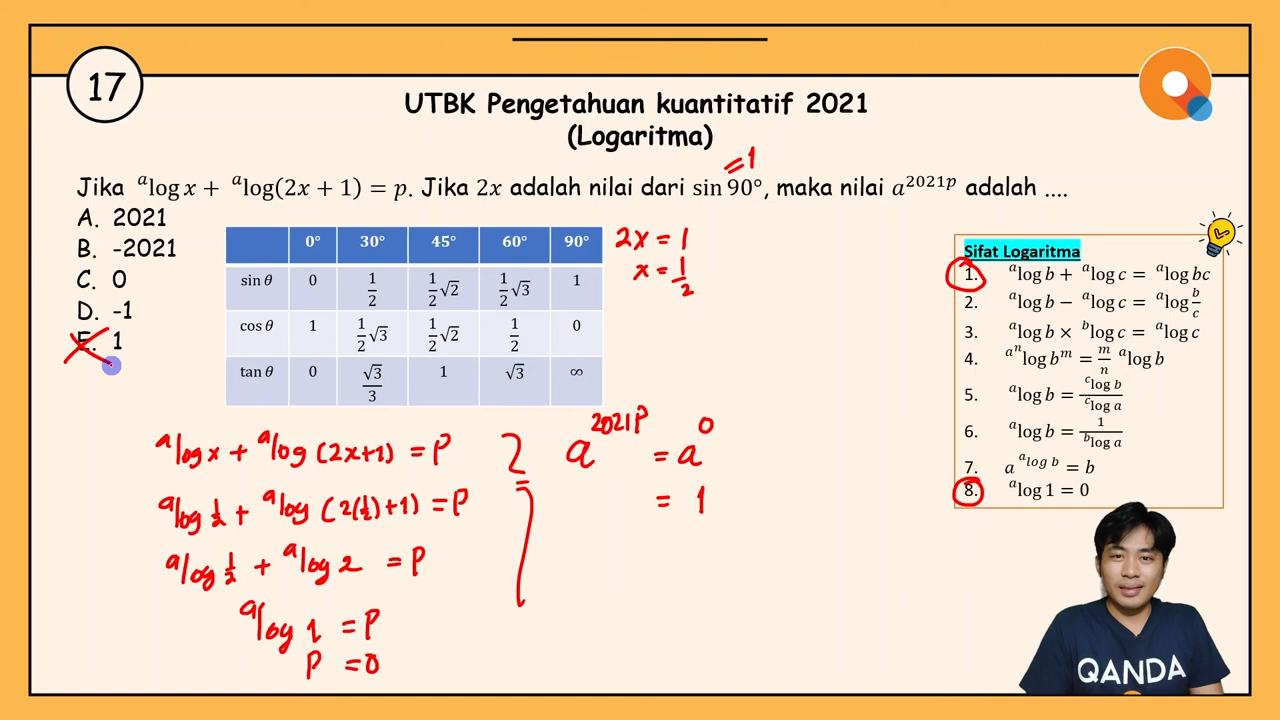 17
UTBK Pengetahuan kuantitatif 2021
(Logaritma)
= 1
Jika ᵃlog x + ᵃlog(2x + 1) = p. Jika 2x adalah nilai dari sin 90°, maka nilai a²⁰²¹ᵖ adalah ....
A. 2021
B. -2021
C. 0
D. -1
E. 1
0° 30° 45° 60° 90°
sin θ 0 1/2 1/2√2 1/2√3 1
cos θ 1 1/2√3 1/2√2 1/2 0
tan θ 0 √3/3 1 √3 ∞
2x = 1
x = 1/2
Sifat Logaritma
1. ᵃlog b + ᵃlog c = ᵃlog bc
2. ᵃlog b − ᵃlog c = ᵃlog b/c
3. ᵃlog b × ᵇlog c = ᵃlog c
4. ᵃⁿlog bᵐ = m/n ᵃlog b
5. ᵃlog b = ᶜlog b / ᶜlog a
6. ᵃlog b = 1 / ᵇlog a
7. a^(ᵃlog b) = b
8. ᵃlog 1 = 0
ᵃlog x + ᵃlog (2x+1) = P
ᵃlog 1/2 + ᵃlog (2(1/2)+1) = P
ᵃlog 1/2 + ᵃlog 2 = P
ᵃlog 1 = P
P = 0
a²⁰²¹ᴾ = a⁰
= 1
QANDA